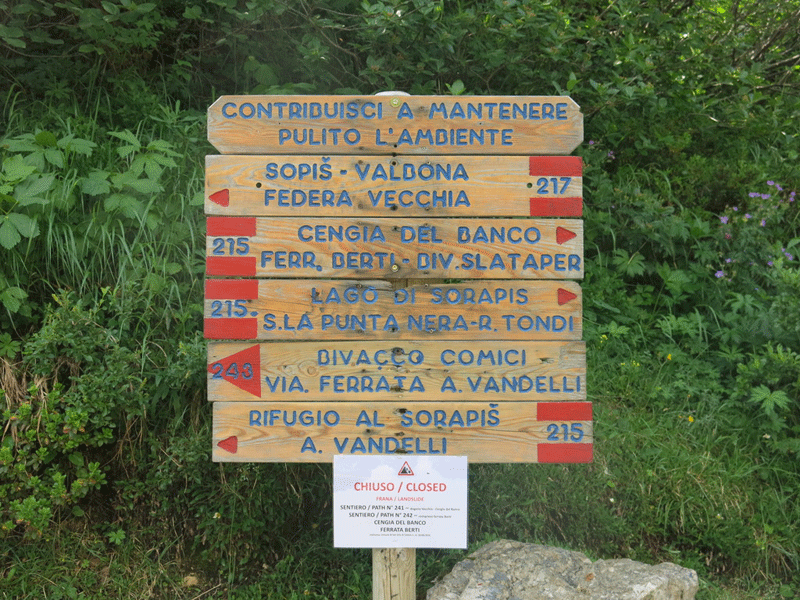 CONTRIBUISCI A MANTENERE
PULITO L'AMBIENTE
SOPIŠ - VALBONA
FEDERA VECCHIA
217
215
CENGIA DEL BANCO
FERR. BERTI - BIV. SLATAPER
215.
LAGO DI SORAPIS
S. LA PUNTA NERA - R. TONDI
243
BIVACCO COMICI
VIA. FERRATA A. VANDELLI
RIFUGIO AL SORAPIŠ
A. VANDELLI
215
CHIUSO / CLOSED
FRANA / LANDSLIDE
SENTIERO / PATH N° 241
SENTIERO / PATH N° 242
CENGIA DEL BANCO
FERRATA BERTI